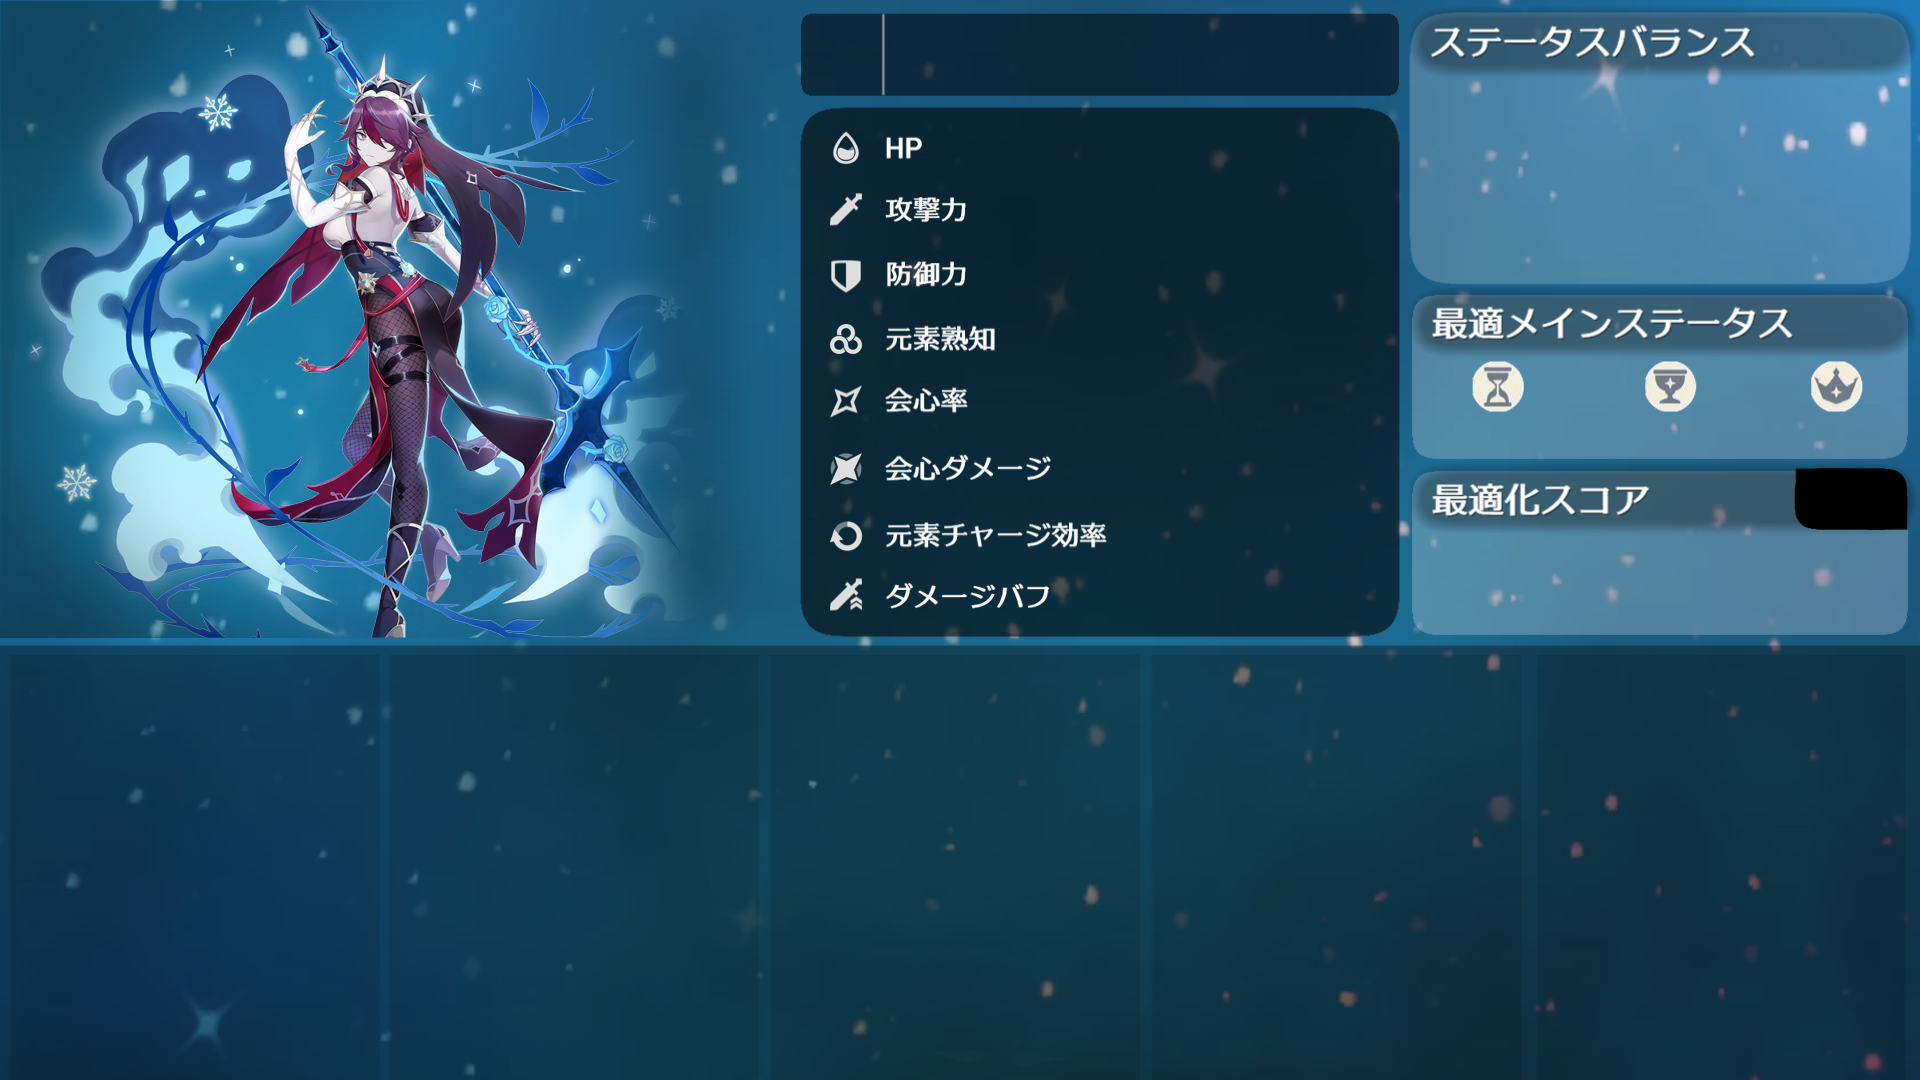 HP
攻撃力
防御力
元素熟知
会心率
会心ダメージ
元素チャージ効率
ダメージバフ
ステータスバランス
最適メインステータス
最適化スコア